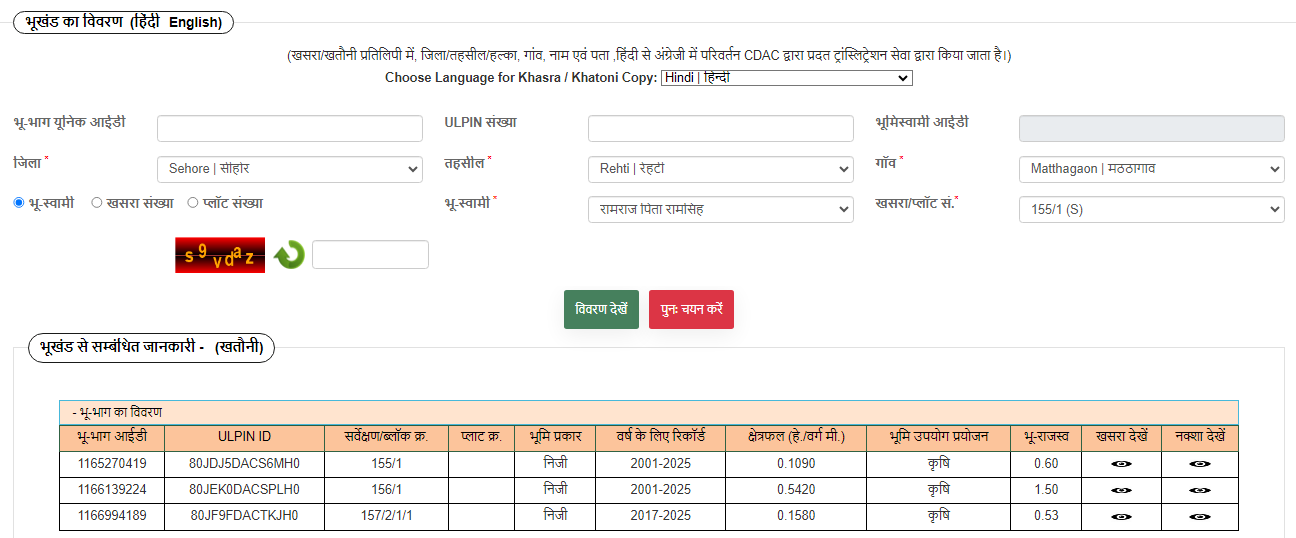 भूखंड का विवरण (हिंदी English)
(खसरा/खतौनी प्रतिलिपी में, जिला/तहसील/हल्का, गांव, नाम एवं पता ,हिंदी से अंग्रेजी में परिवर्तन CDAC द्वारा प्रदत ट्रांस्लिट्रेशन सेवा द्वारा किया जाता है।)
Choose Language for Khasra / Khatoni Copy: Hindi | हिन्दी
भू-भाग यूनिक आईडी ULPIN संख्या भूमिस्वामी आईडी
जिला * Sehore | सीहोर तहसील * Rehti | रेहटी गाँव * Matthagaon | मठठागाव
भू-स्वामी खसरा संख्या प्लॉट संख्या भू-स्वामी * रामराज पिता रामसिंह खसरा/प्लॉट सं.* 155/1 (S)
s9vdaz
विवरण देखें पुनः चयन करें
भूखंड से सम्बंधित जानकारी - (खतौनी)
- भू-भाग का विवरण
भू-भाग आईडी ULPIN ID सर्वेक्षण/ब्लॉक क्र. प्लाट क्र. भूमि प्रकार वर्ष के लिए रिकॉर्ड क्षेत्रफल (हे./वर्ग मी.) भूमि उपयोग प्रयोजन भू-राजस्व खसरा देखें नक्शा देखें
1165270419 80JDJ5DACS6MH0 155/1 निजी 2001-2025 0.1090 कृषि 0.60
1166139224 80JEK0DACSPLH0 156/1 निजी 2001-2025 0.5420 कृषि 1.50
1166994189 80JF9FDACTKJH0 157/2/1/1 निजी 2017-2025 0.1580 कृषि 0.53